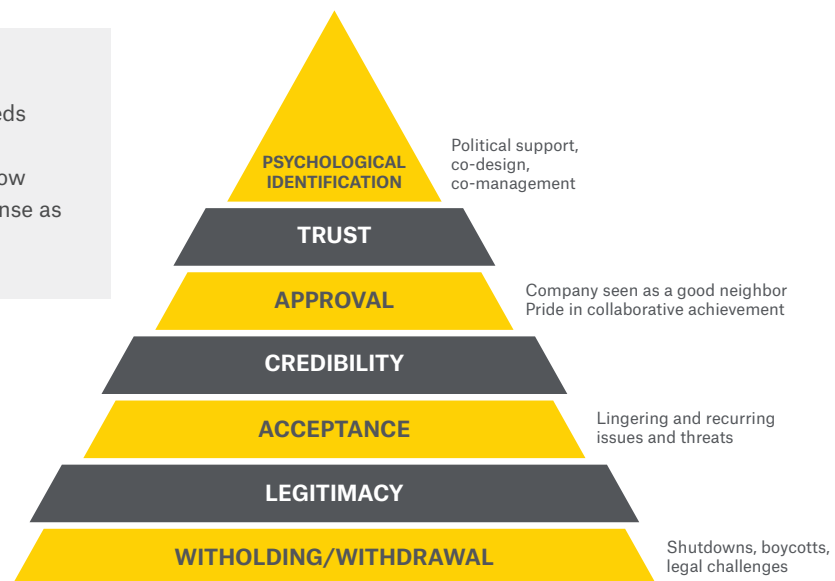 eds
ow
nse as
PSYCHOLOGICAL
IDENTIFICATION
Political support,
co-design,
co-management
TRUST
APPROVAL
Company seen as a good neighbor
Pride in collaborative achievement
CREDIBILITY
ACCEPTANCE
Lingering and recurring
issues and threats
LEGITIMACY
WITHOLDING/WITHDRAWAL
Shutdowns, boycotts,
legal challenges